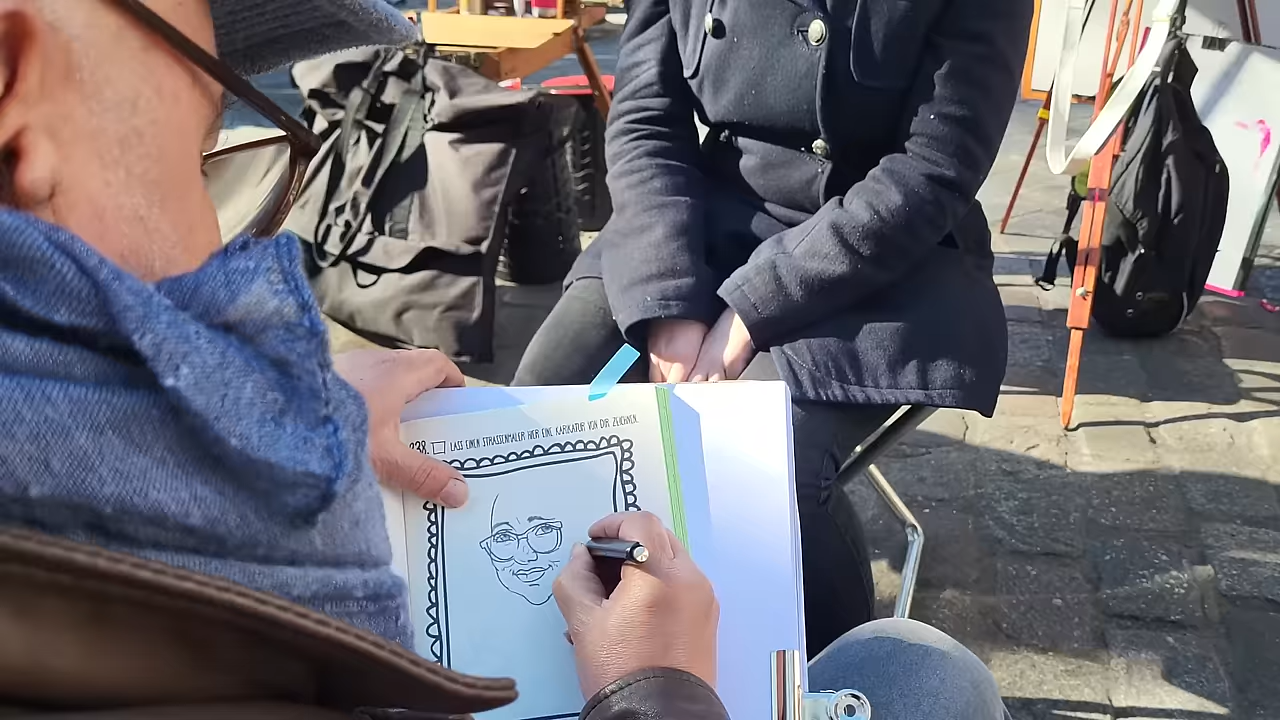 238. LASS EINEN STRASSENMALER HIER EINE KARIKATUR VON DIR ZEICHNEN.